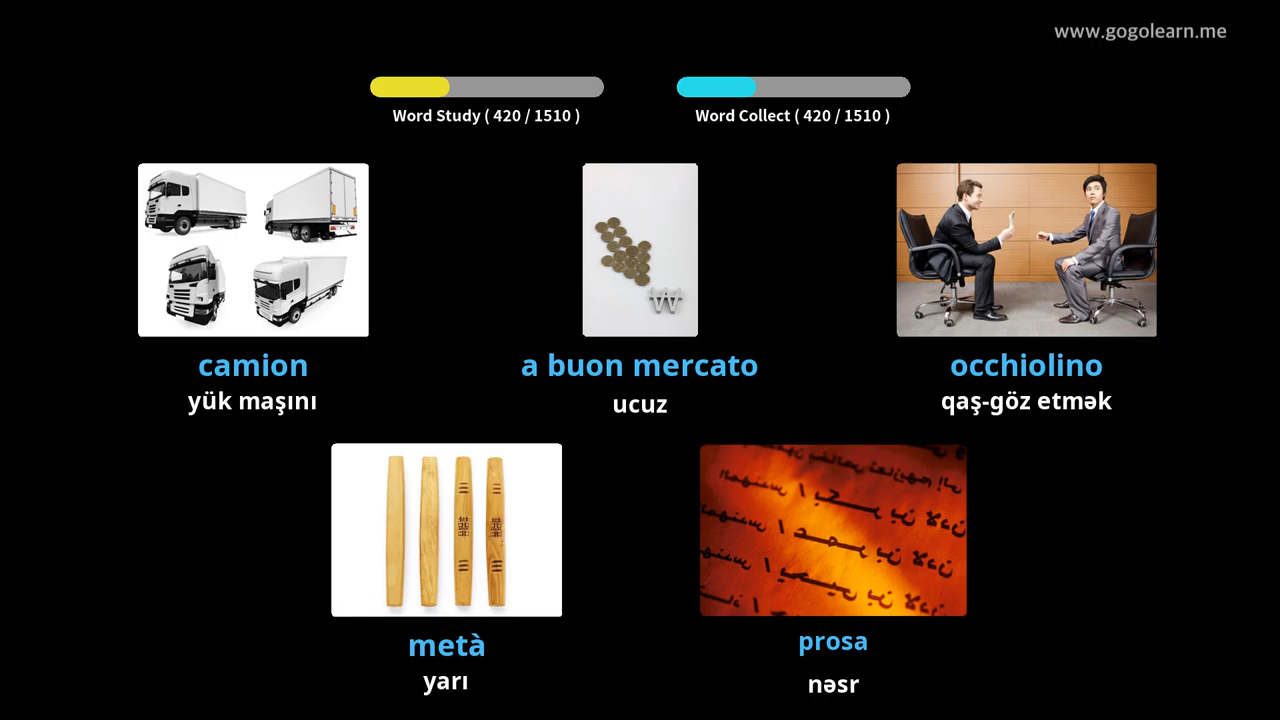 www.gogolearn.me
Word Study ( 420 / 1510 )
Word Collect ( 420 / 1510 )
camion
yük maşını
a buon mercato
ucuz
occhiolino
qaş-göz etmək
metà
yarı
prosa
nəsr